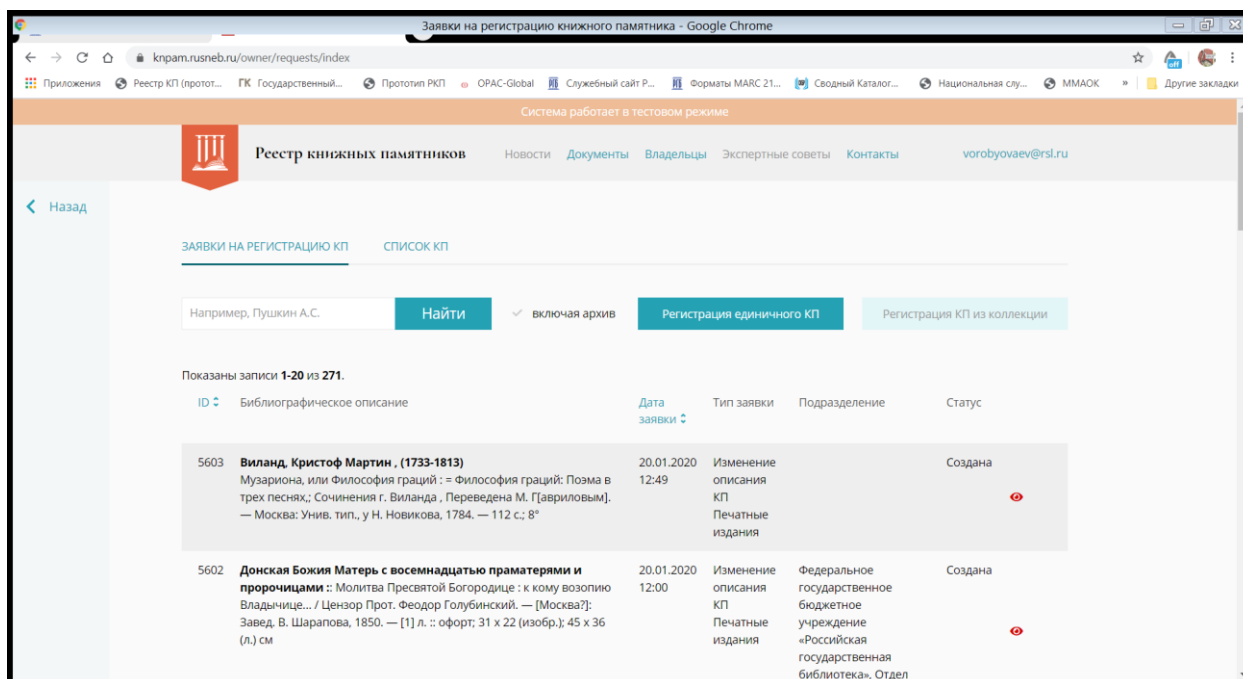 Заявки на регистрацию книжного памятника - Google Chrome
knpam.rusneb.ru/owner/requests/index
Приложения Реестр КП (протот... ГК Государственный... Прототип РКП OPAC-Global Служебный сайт Р... Форматы MARC 21... Сводный Каталог... Национальная слу... ММАОК » Другие закладки
Система работает в тестовом режиме
Реестр книжных памятников Новости Документы Владельцы Экспертные советы Контакты vorobyovaev@rsl.ru
Назад
ЗАЯВКИ НА РЕГИСТРАЦИЮ КП СПИСОК КП
Например, Пушкин А.С. Найти включая архив Регистрация единичного КП Регистрация КП из коллекции
Показаны записи 1-20 из 271.
ID Библиографическое описание Дата Тип заявки Подразделение Статус
заявки
5603 Виланд, Кристоф Мартин , (1733-1813) 20.01.2020 Изменение Создана
Музариона, или Философия граций : = Философия граций: Поэма в 12:49 описания
трех песнях,; Сочинения г. Виланда , Переведена М. Г[авриловым]. КП
— Москва: Унив. тип., у Н. Новикова, 1784. — 112 с.; 8° Печатные
издания
5602 Донская Божия Матерь с восемнадцатью праматерями и 20.01.2020 Изменение Федеральное Создана
пророчицами :: Молитва Пресвятой Богородице : к кому возопию 12:00 описания государственное
Владычице... / Цензор Прот. Феодор Голубинский. — [Москва?]: КП бюджетное
Завед. В. Шарапова, 1850. — [1] л. :: офорт; 31 х 22 (изобр.); 45 х 36 Печатные учреждение
(л.) см издания «Российская
государственная
библиотека», Отдел